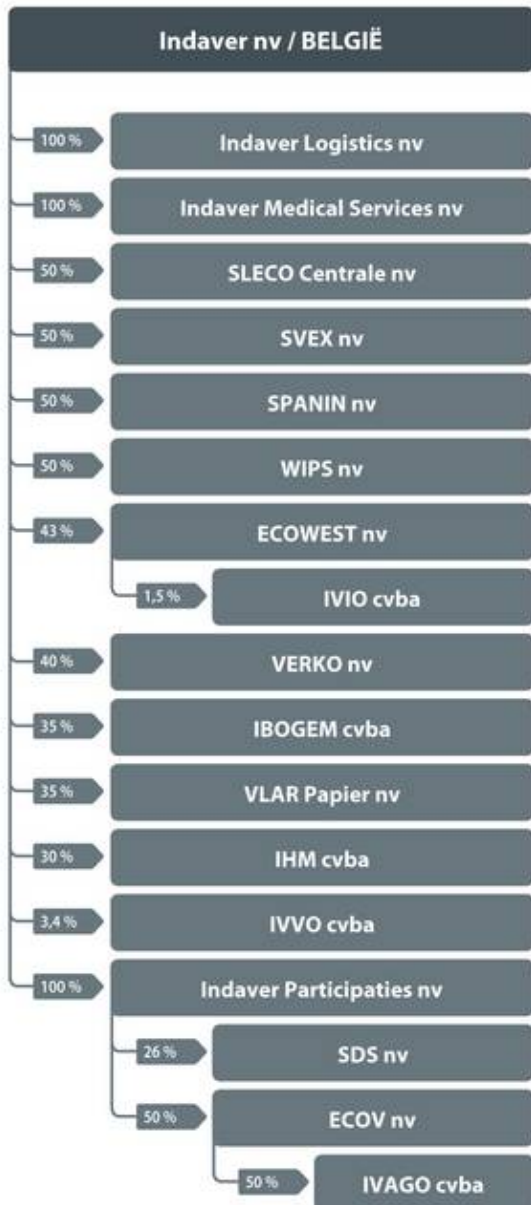 Indaver nv / BELGIË
100 %
Indaver Logistics nv
100 %
Indaver Medical Services nv
50 %
SLECO Centrale nv
50 %
SVEX nv
50 %
SPANIN nv
50 %
WIPS nv
43 %
ECOWEST nv
1,5 %
IVIO cvba
40 %
VERKO nv
35 %
IBOGEM cvba
35 %
VLAR Papier nv
30 %
IHM cvba
3,4 %
IVVO cvba
100 %
Indaver Participaties nv
26 %
SDS nv
50 %
ECOV nv
50 %
IVAGO cvba